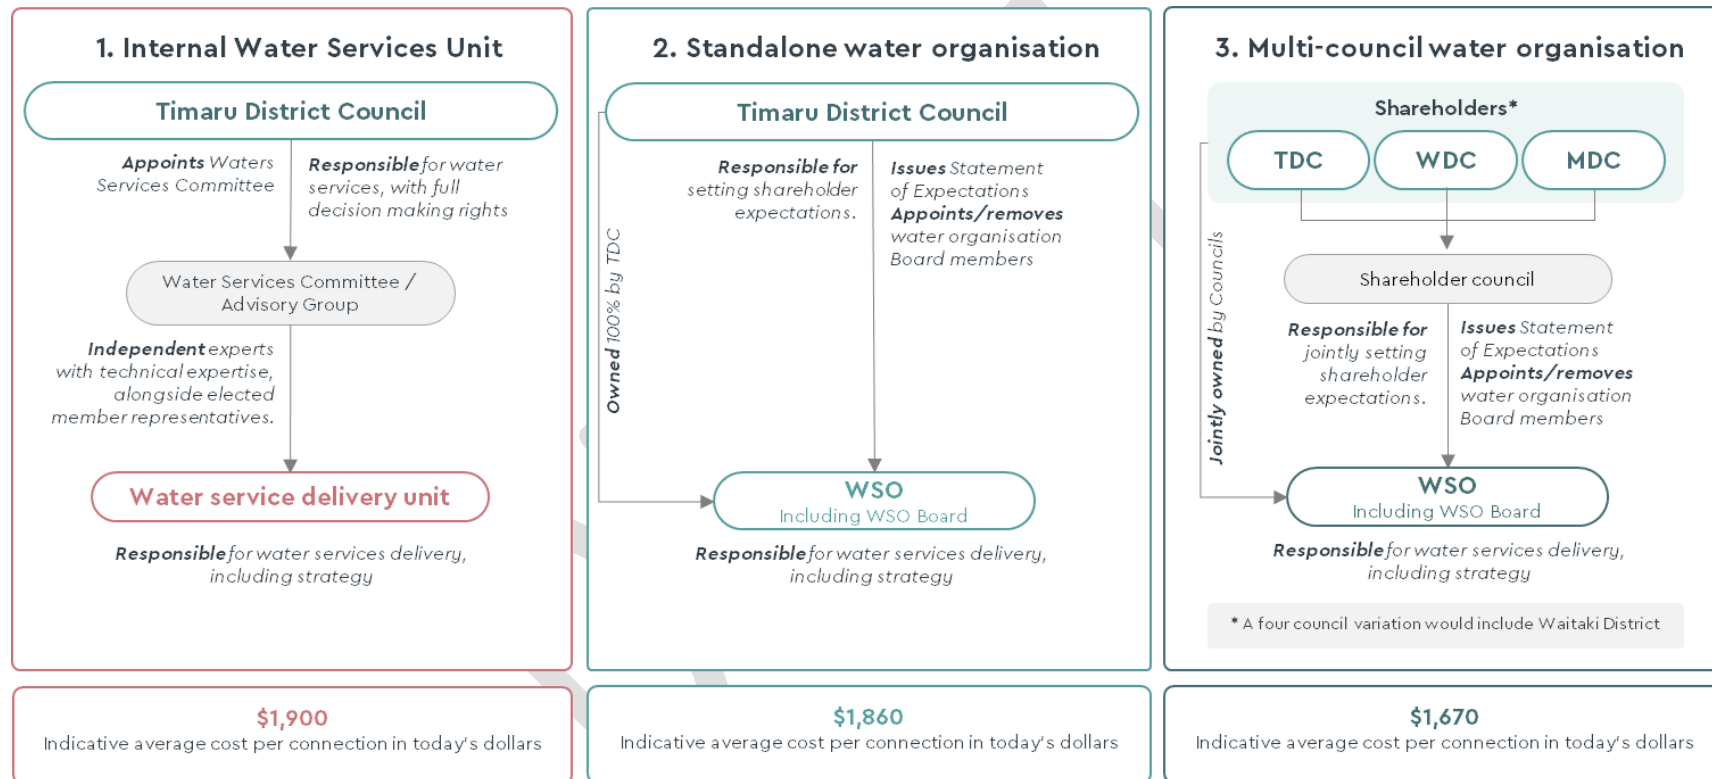 1. Internal Water Services Unit
Timaru District Council
Appoints Waters
Services Committee
Responsible for water
services, with full
decision making rights
Water Services Committee /
Advisory Group
Independent experts
with technical expertise,
alongside elected
member representatives.
Water service delivery unit
Responsible for water services delivery,
including strategy
$1,900
Indicative average cost per connection in today's dollars
2. Standalone water organisation
Timaru District Council
Owned 100% by TDC
Responsible for
setting shareholder
expectations.
Issues Statement
of Expectations
Appoints/removes
water organisation
Board members
WSO
Including WSO Board
Responsible for water services delivery,
including strategy
$1,860
Indicative average cost per connection in today's dollars
3. Multi-council water organisation
Shareholders*
TDC
WDC
MDC
Jointly owned by Councils
Shareholder council
Responsible for
jointly setting
shareholder
expectations.
Issues Statement
of Expectations
Appoints/removes
water organisation
Board members
WSO
Including WSO Board
Responsible for water services delivery,
including strategy
* A four council variation would include Waitaki District
$1,670
Indicative average cost per connection in today's dollars